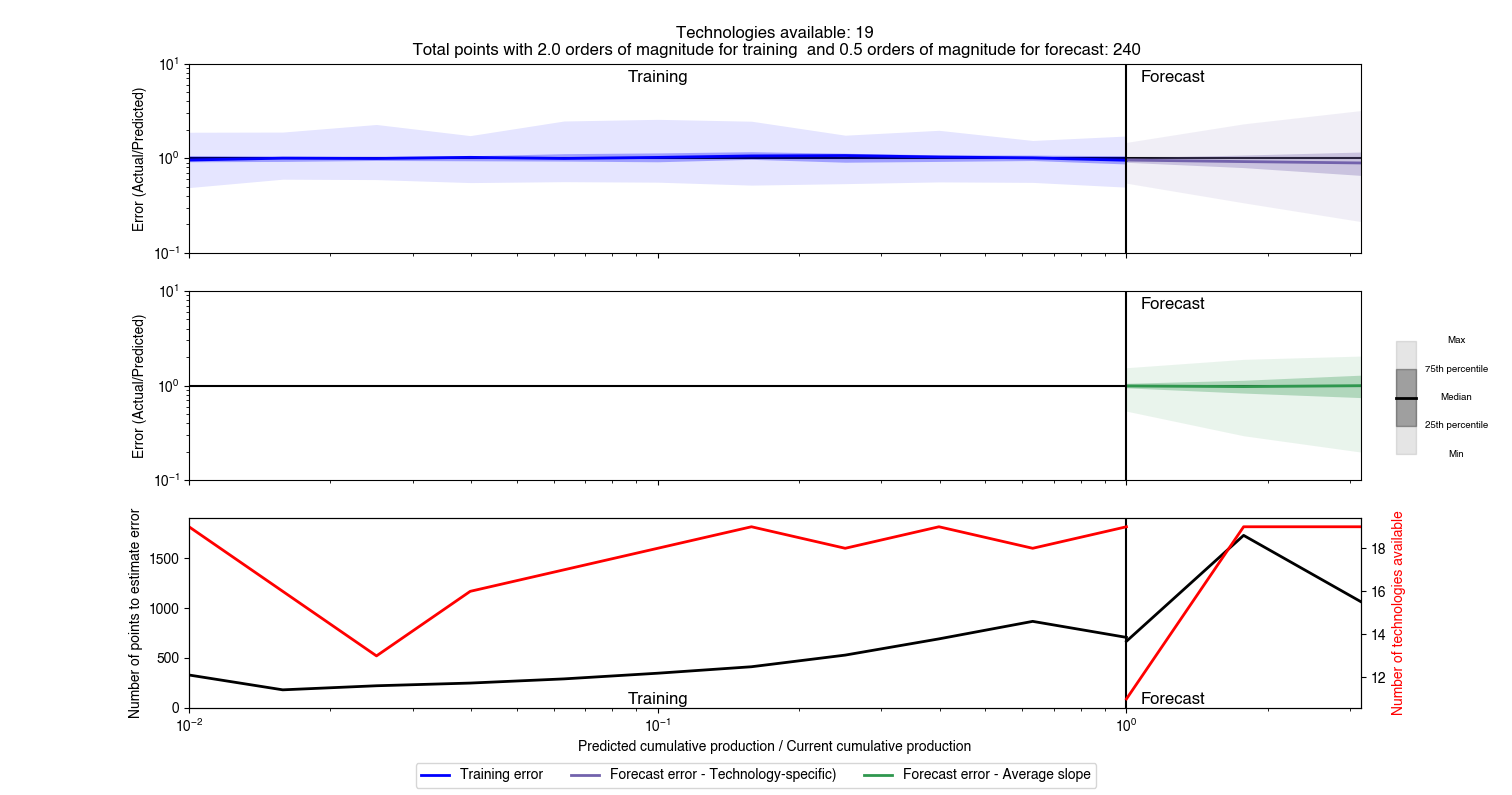 Technologies available: 19
Total points with 2.0 orders of magnitude for training  and 0.5 orders of magnitude for forecast: 240
10¹
10⁰
10⁻¹
Error (Actual/Predicted)
Training
Forecast
10¹
10⁰
10⁻¹
Error (Actual/Predicted)
Forecast
Max
75th percentile
Median
25th percentile
Min
1500
1000
500
0
Number of points to estimate error
Training
Forecast
18
16
14
12
Number of technologies available
10⁻²
10⁻¹
10⁰
Predicted cumulative production / Current cumulative production
Training error
Forecast error - Technology-specific)
Forecast error - Average slope